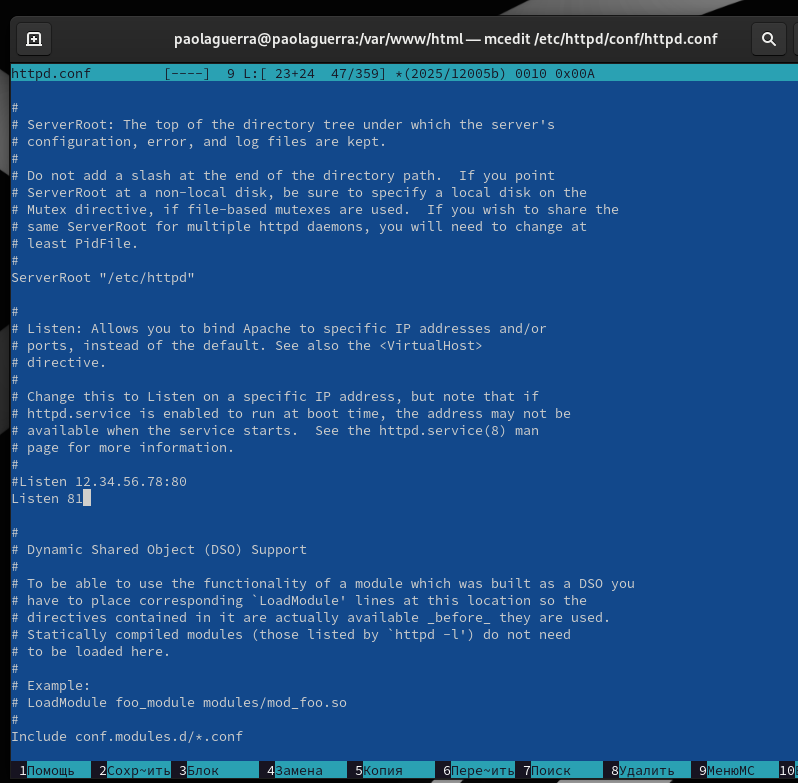 paolaguerra@paolaguerra:/var/www/html — mcedit /etc/httpd/conf/httpd.conf
httpd.conf         [----]  9 L:[ 23+24  47/359] *(2025/12005b) 0010 0x00A
#
# ServerRoot: The top of the directory tree under which the server's
# configuration, error, and log files are kept.
#
# Do not add a slash at the end of the directory path.  If you point
# ServerRoot at a non-local disk, be sure to specify a local disk on the
# Mutex directive, if file-based mutexes are used.  If you wish to share the
# same ServerRoot for multiple httpd daemons, you will need to change at
# least PidFile.
#
ServerRoot "/etc/httpd"
#
# Listen: Allows you to bind Apache to specific IP addresses and/or
# ports, instead of the default. See also the <VirtualHost>
# directive.
#
# Change this to Listen on a specific IP address, but note that if
# httpd.service is enabled to run at boot time, the address may not be
# available when the service starts.  See the httpd.service(8) man
# page for more information.
#
#Listen 12.34.56.78:80
Listen 81
#
# Dynamic Shared Object (DSO) Support
#
# To be able to use the functionality of a module which was built as a DSO you
# have to place corresponding `LoadModule' lines at this location so the
# directives contained in it are actually available _before_ they are used.
# Statically compiled modules (those listed by `httpd -l') do not need
# to be loaded here.
#
# Example:
# LoadModule foo_module modules/mod_foo.so
#
Include conf.modules.d/*.conf
1Помощь 2Сохр~ить 3Блок 4Замена 5Копия 6Пере~ить 7Поиск 8Удалить 9МенюMC 10